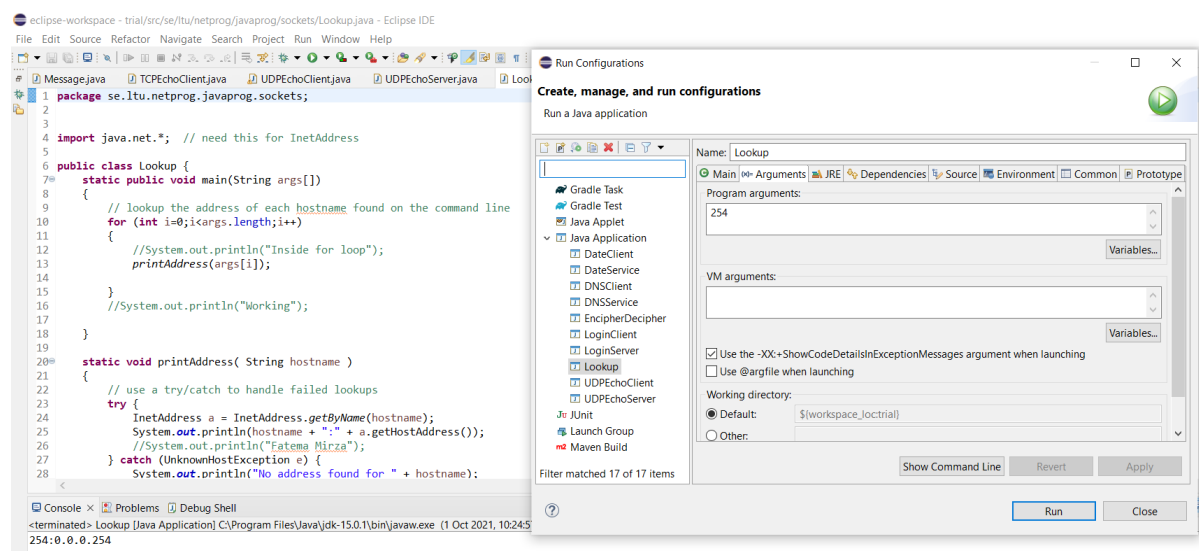 eclipse-workspace - trial/src/se/ltu/netprog/javaprog/sockets/Lookup.java - Eclipse IDE
File Edit Source Refactor Navigate Search Project Run Window Help
Message.java TCPEchoClient.java UDPEchoClient.java UDPEchoServer.java Look
1 package se.ltu.netprog.javaprog.sockets;
2
3
4 import java.net.*;  // need this for InetAddress
5
6 public class Lookup {
7     static public void main(String args[])
8     {
9         // lookup the address of each hostname found on the command line
10         for (int i=0;i<args.length;i++)
11         {
12             //System.out.println("Inside for loop");
13             printAddress(args[i]);
14
15         }
16         //System.out.println("Working");
17
18     }
19
20     static void printAddress( String hostname )
21     {
22         // use a try/catch to handle failed lookups
23         try {
24             InetAddress a = InetAddress.getByName(hostname);
25             System.out.println(hostname + ":" + a.getHostAddress());
26             //System.out.println("Fatema Mirza");
27         } catch (UnknownHostException e) {
28             System.out.println("No address found for " + hostname);
Console Problems Debug Shell
<terminated> Lookup [Java Application] C:\Program Files\Java\jdk-15.0.1\bin\javaw.exe (1 Oct 2021, 10:24:5
254:0.0.0.254
Run Configurations
Create, manage, and run configurations
Run a Java application
Gradle Task
Gradle Test
Java Applet
Java Application
DateClient
DateService
DNSClient
DNSService
EncipherDecipher
LoginClient
LoginServer
Lookup
UDPEchoClient
UDPEchoServer
JUnit
Launch Group
Maven Build
Filter matched 17 of 17 items
Name: Lookup
Main Arguments JRE Dependencies Source Environment Common Prototype
Program arguments:
254
Variables...
VM arguments:
Variables...
Use the -XX:+ShowCodeDetailsInExceptionMessages argument when launching
Use @argfile when launching
Working directory:
Default: ${workspace_loc:trial}
Other:
Show Command Line Revert Apply
Run Close